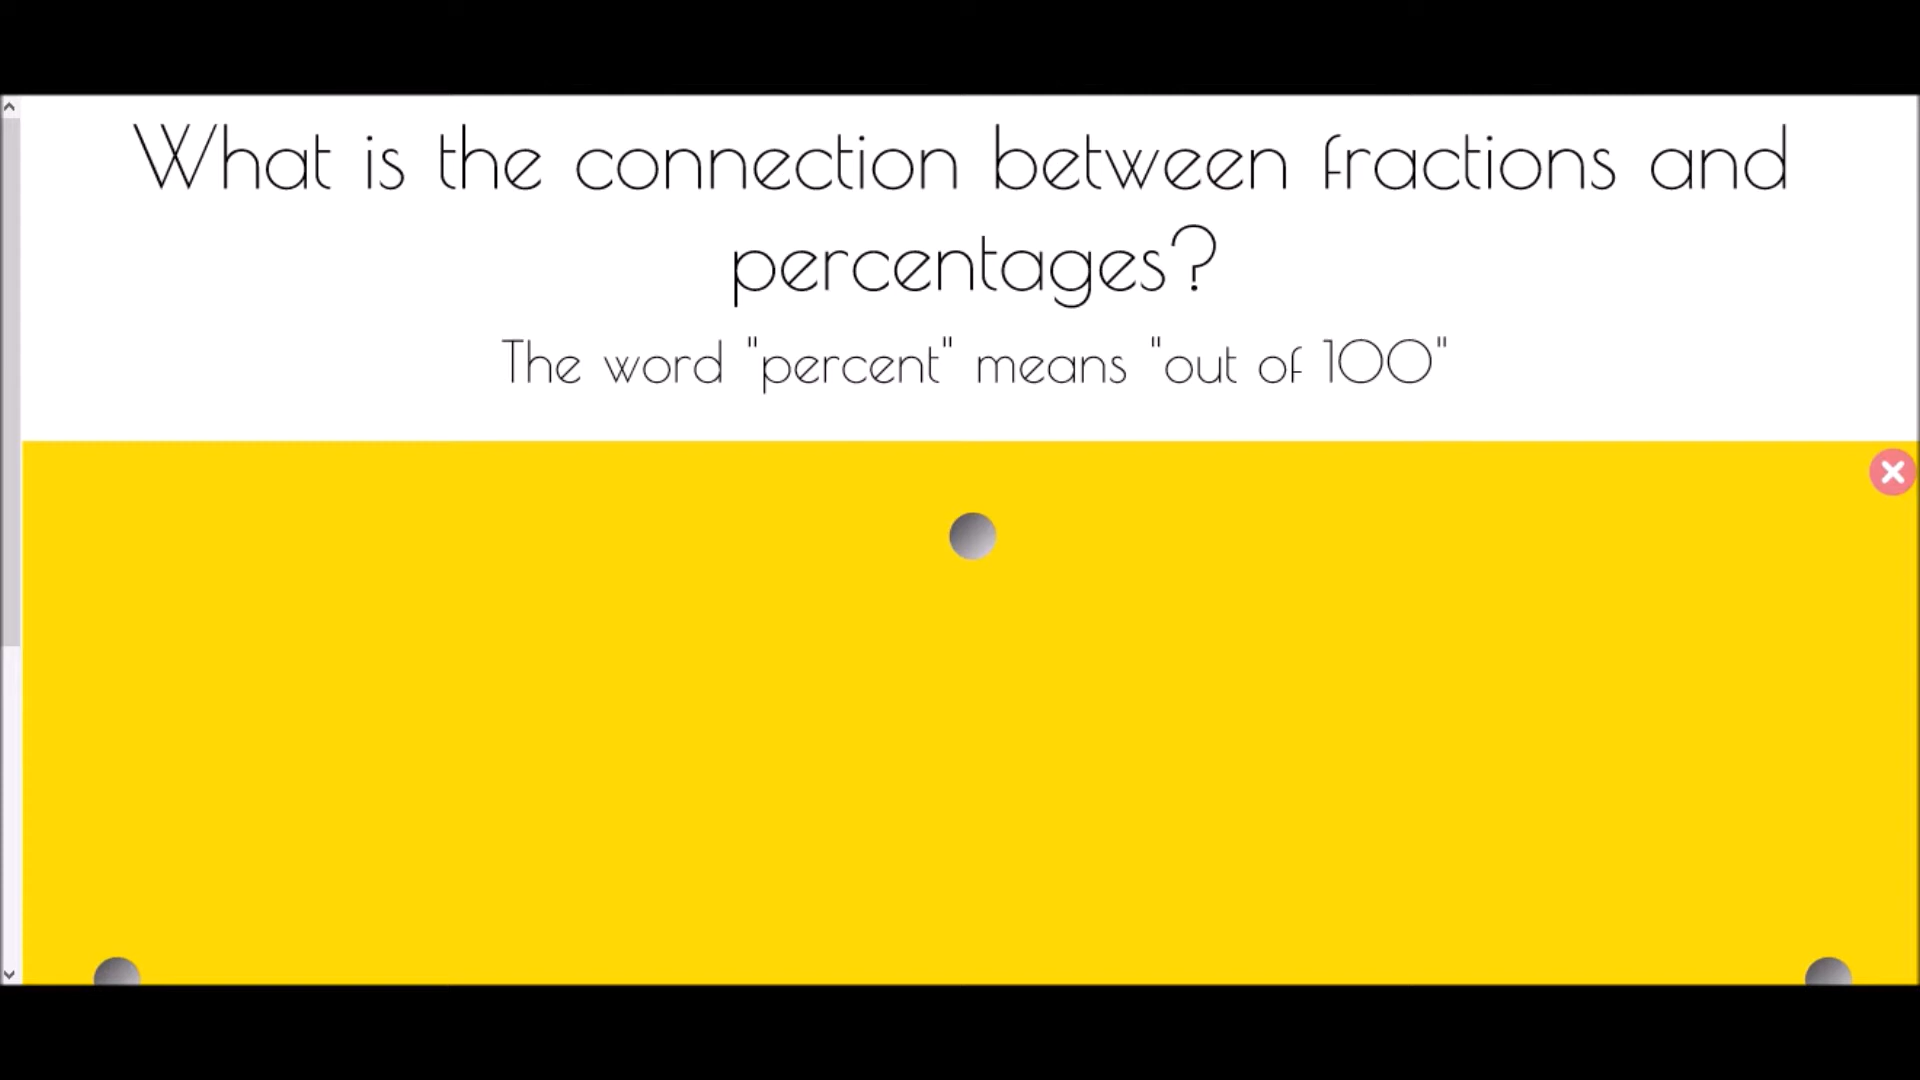 What is the connection between fractions and
percentages?
The word "percent" means "out of 100"